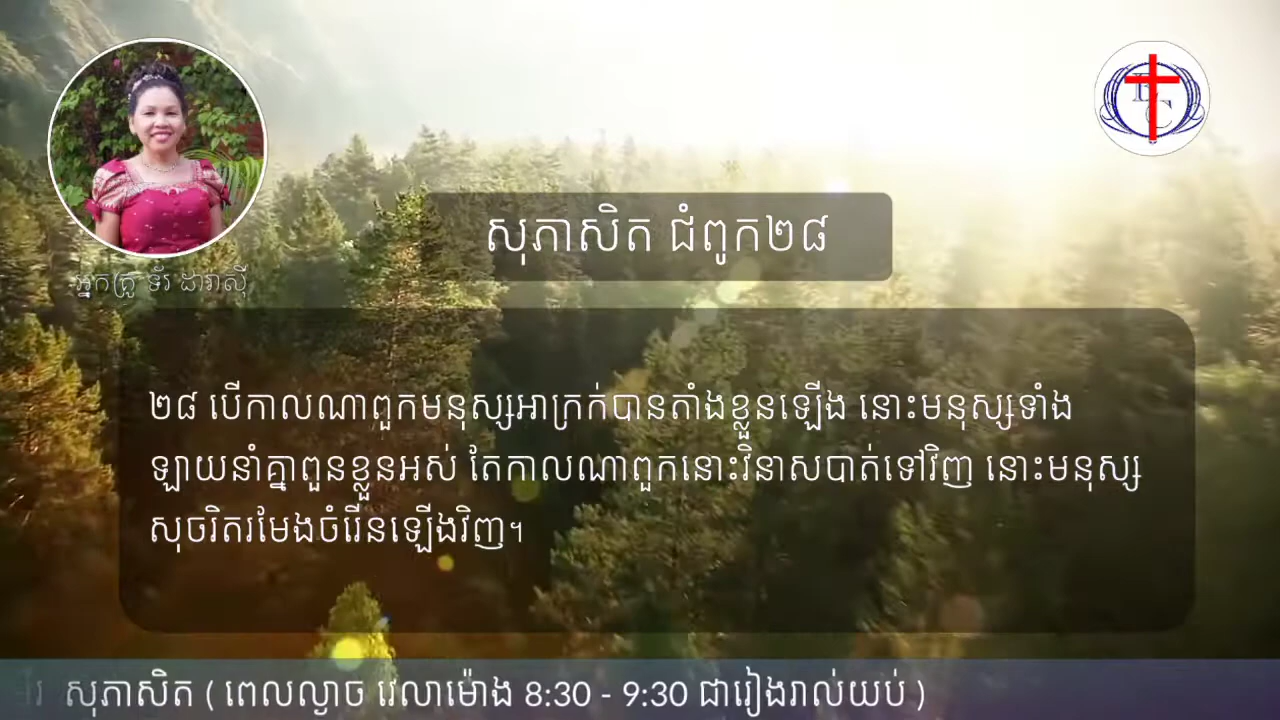 អ្នកគ្រូ ទ័រ ដារាស៊ី
សុភាសិត ជំពូក២៨
២៨ បើកាលណាពួកមនុស្សអាក្រក់បានតាំងខ្លួនឡើង នោះមនុស្សទាំង
ឡាយនាំគ្នាពួនខ្លួនអស់ តែកាលណាពួកនោះវិនាសបាត់ទៅវិញ នោះមនុស្ស
សុចរិតរមែងចំរើនឡើងវិញ។
សុភាសិត ( ពេលល្ងាច វេលាម៉ោង 8:30 - 9:30 ជារៀងរាល់យប់ )